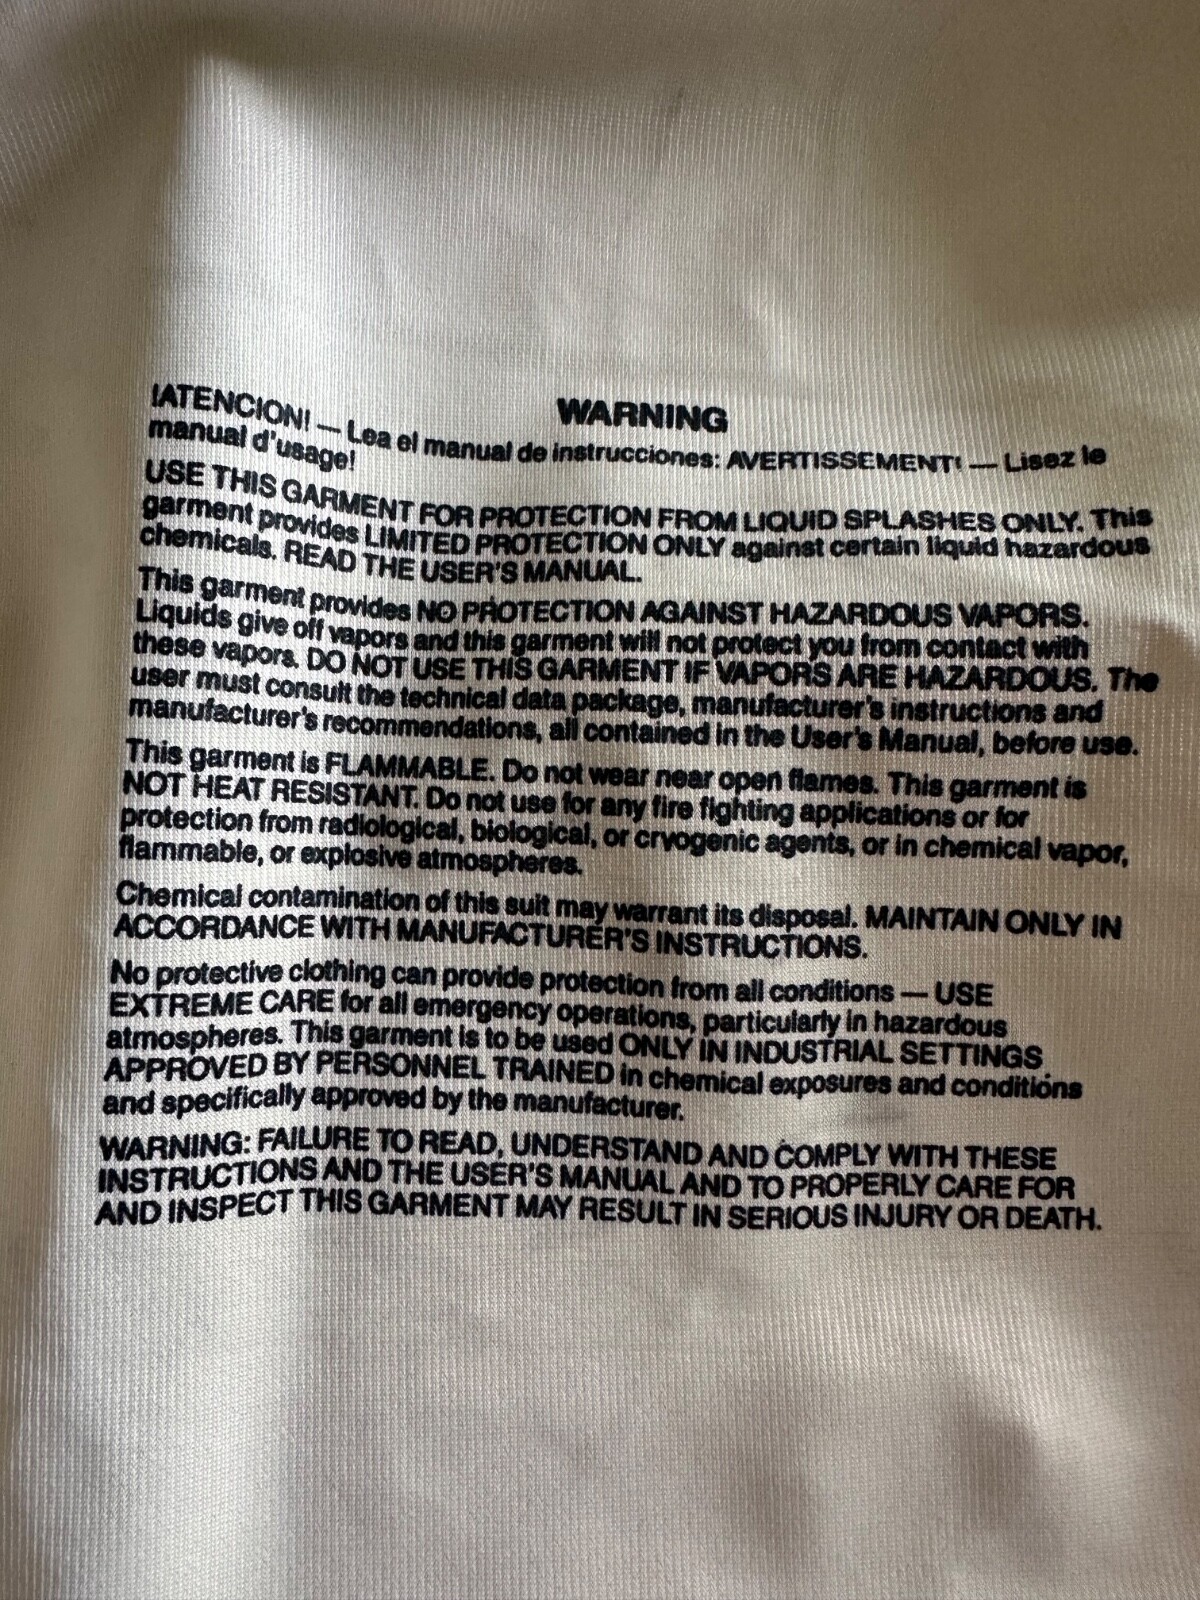 WARNING
¡ATENCION! — Lea el manual de instrucciones: AVERTISSEMENT! — Lisez le
manual d'usage!
USE THIS GARMENT FOR PROTECTION FROM LIQUID SPLASHES ONLY. This
garment provides LIMITED PROTECTION ONLY against certain liquid hazardous
chemicals. READ THE USER'S MANUAL.
This garment provides NO PROTECTION AGAINST HAZARDOUS VAPORS.
Liquids give off vapors and this garment will not protect you from contact with
these vapors. DO NOT USE THIS GARMENT IF VAPORS ARE HAZARDOUS. The
user must consult the technical data package, manufacturer's instructions and
manufacturer's recommendations, all contained in the User's Manual, before use.
This garment is FLAMMABLE. Do not wear near open flames. This garment is
NOT HEAT RESISTANT. Do not use for any fire fighting applications or for
protection from radiological, biological, or cryogenic agents, or in chemical vapor,
flammable, or explosive atmospheres.
Chemical contamination of this suit may warrant its disposal. MAINTAIN ONLY IN
ACCORDANCE WITH MANUFACTURER'S INSTRUCTIONS.
No protective clothing can provide protection from all conditions — USE
EXTREME CARE for all emergency operations, particularly in hazardous
atmospheres. This garment is to be used ONLY IN INDUSTRIAL SETTINGS
APPROVED BY PERSONNEL TRAINED in chemical exposures and conditions
and specifically approved by the manufacturer.
WARNING: FAILURE TO READ, UNDERSTAND AND COMPLY WITH THESE
INSTRUCTIONS AND THE USER'S MANUAL AND TO PROPERLY CARE FOR
AND INSPECT THIS GARMENT MAY RESULT IN SERIOUS INJURY OR DEATH.